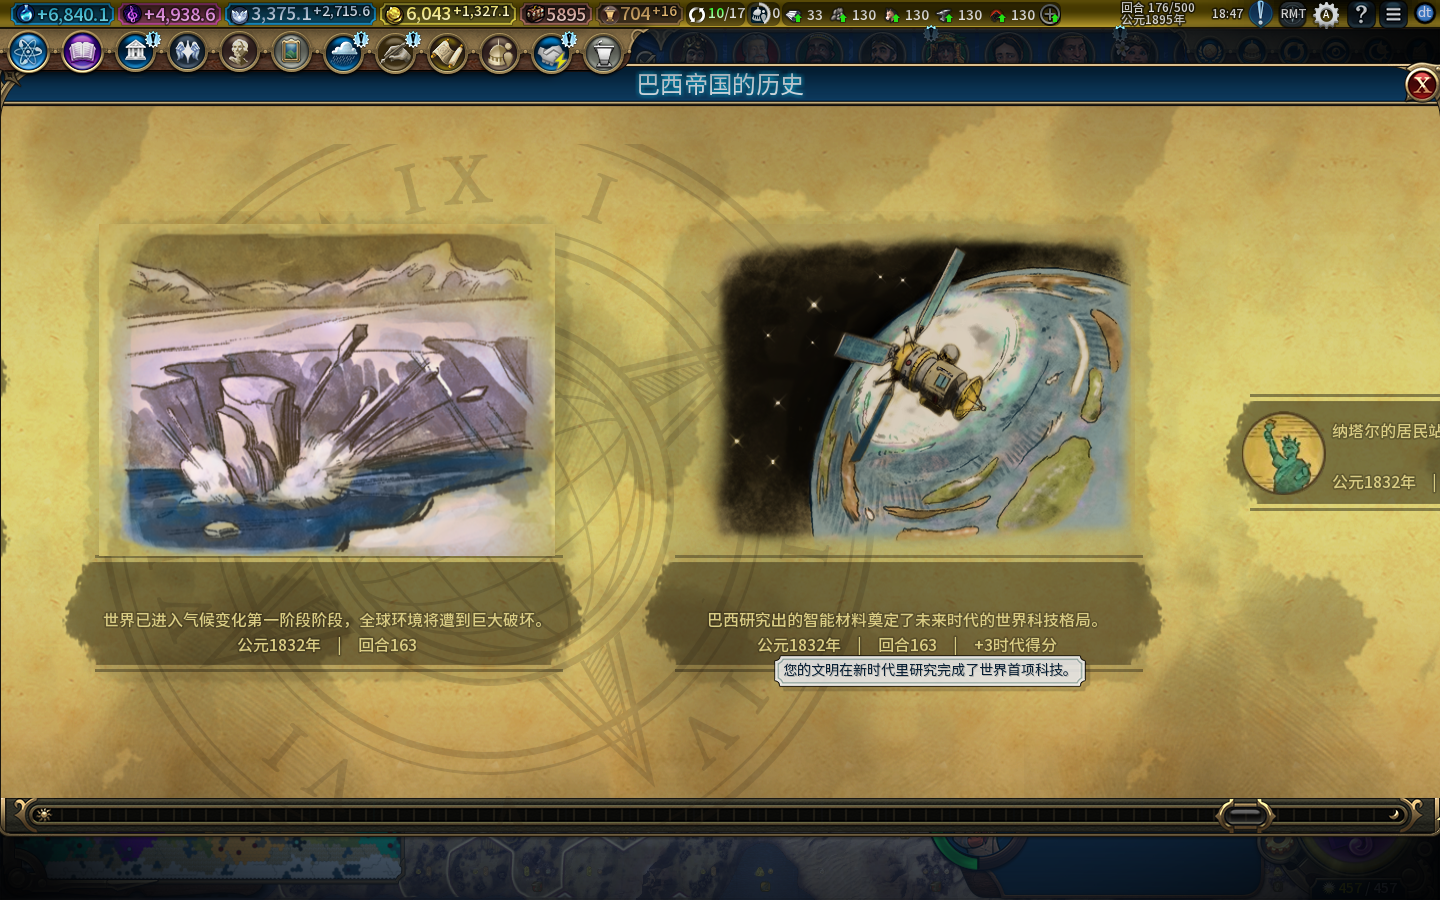 +6,840.1 +4,938.6 3,375.1+2,715.6 6,043+1,327.1 5895 704+16 10/17 0 33 130 130 130 130
回合 176/500
公元1895年
18:47
RMT
A
?
dt
巴西帝国的历史
X
IX I
世界已进入气候变化第一阶段阶段，全球环境将遭到巨大破坏。
公元1832年 | 回合163
巴西研究出的智能材料奠定了未来时代的世界科技格局。
公元1832年 | 回合163 | +3时代得分
您的文明在新时代里研究完成了世界首项科技。
纳塔尔的居民站
公元1832年 |
457 / 457